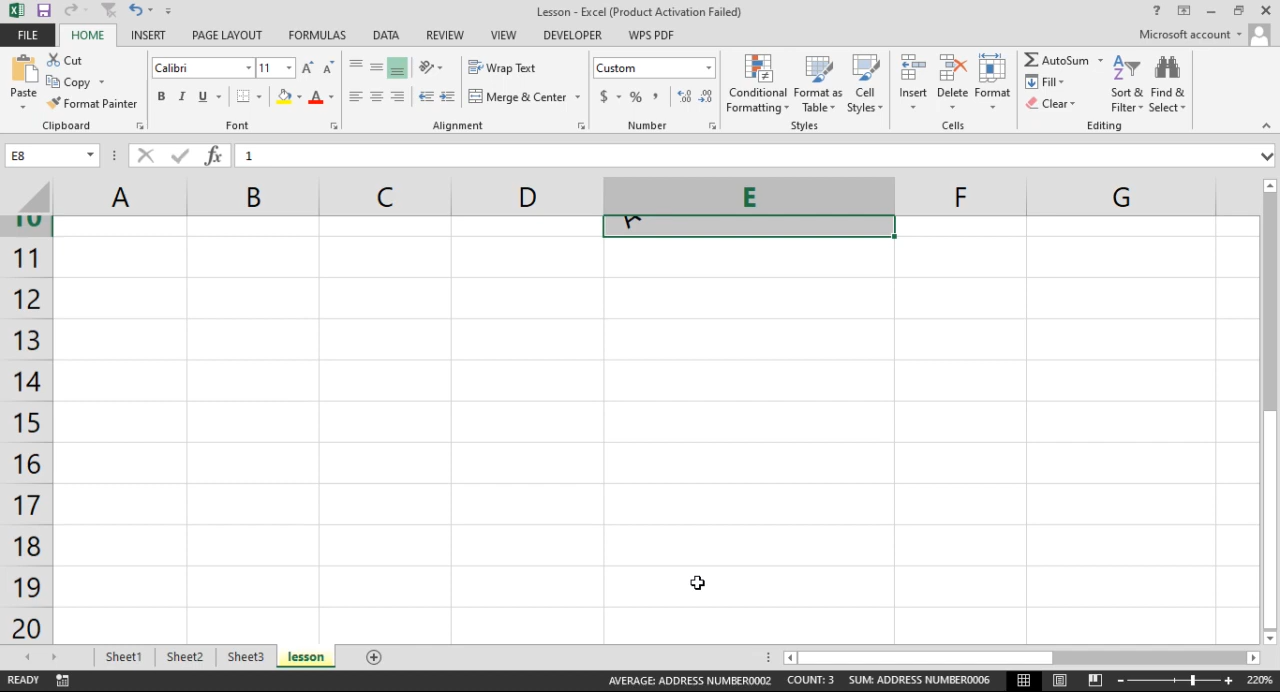 Lesson - Excel (Product Activation Failed)
?
FILE HOME INSERT PAGE LAYOUT FORMULAS DATA REVIEW VIEW DEVELOPER WPS PDF Microsoft account
Paste Cut Copy Format Painter Clipboard
Calibri 11 B I U Font
Wrap Text Merge & Center Alignment
Custom $ % , Number
Conditional Formatting Format as Table Cell Styles Styles
Insert Delete Format Cells
AutoSum Fill Clear Sort & Filter Find & Select Editing
E8 fx 1
A B C D E F G
10
11
12
13
14
15
16
17
18
19
20
Sheet1 Sheet2 Sheet3 lesson
READY AVERAGE: ADDRESS NUMBER0002 COUNT: 3 SUM: ADDRESS NUMBER0006 220%